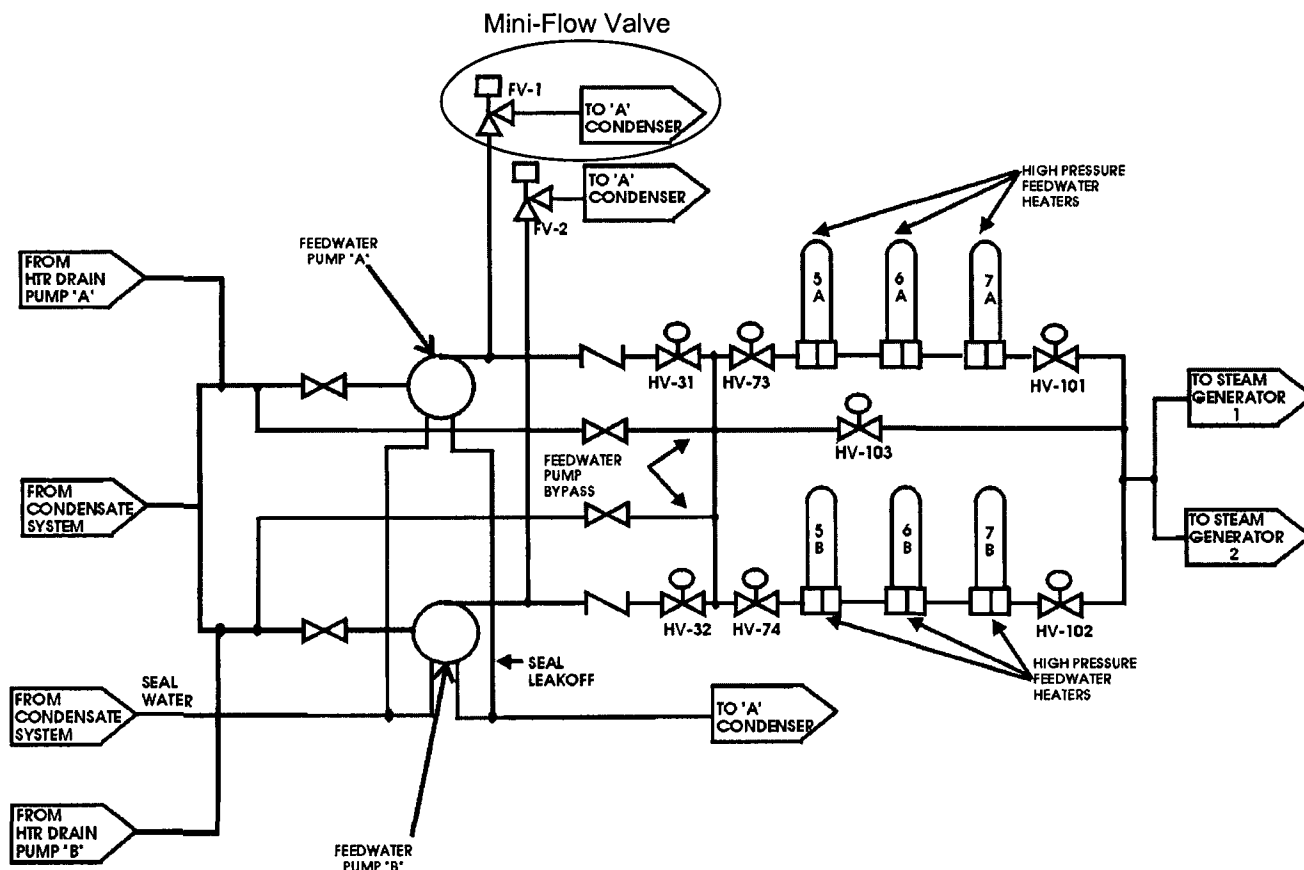 Mini-Flow Valve
FV-1
TO 'A'
CONDENSER
TO 'A'
CONDENSER
FV-2
HIGH PRESSURE
FEEDWATER
HEATERS
FEEDWATER
PUMP "A"
FROM
HTR DRAIN
PUMP 'A'
5
A
6
A
7
A
HV-31
HV-73
HV-101
TO STEAM
GENERATOR
1
HV-103
FEEDWATER
PUMP
BYPASS
FROM
CONDENSATE
SYSTEM
5
B
6
B
7
B
TO STEAM
GENERATOR
2
HV-32
HV-74
HV-102
SEAL
LEAKOFF
HIGH PRESSURE
FEEDWATER
HEATERS
SEAL
WATER
FROM
CONDENSATE
SYSTEM
TO 'A'
CONDENSER
FROM
HTR DRAIN
PUMP "B"
FEEDWATER
PUMP "B"